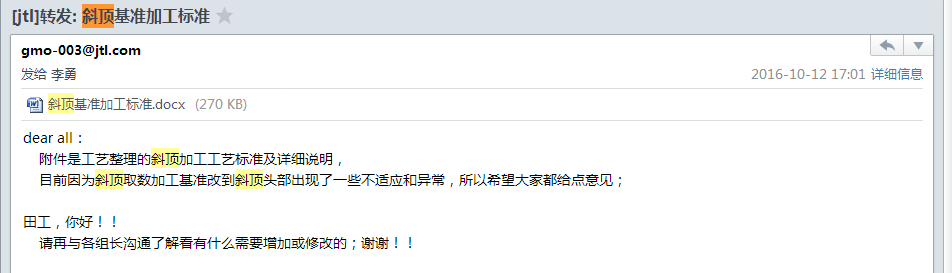 [jtl]转发: 斜顶基准加工标准
gmo-003@jtl.com
发给 李勇 2016-10-12 17:01 详细信息
斜顶基准加工标准.docx (270 KB)
dear all：
附件是工艺整理的斜顶加工工艺标准及详细说明，
目前因为斜顶取数加工基准改到斜顶头部出现了一些不适应和异常，所以希望大家都给点意见；
田工，你好！！
请再与各组长沟通了解看有什么需要增加或修改的；谢谢！！